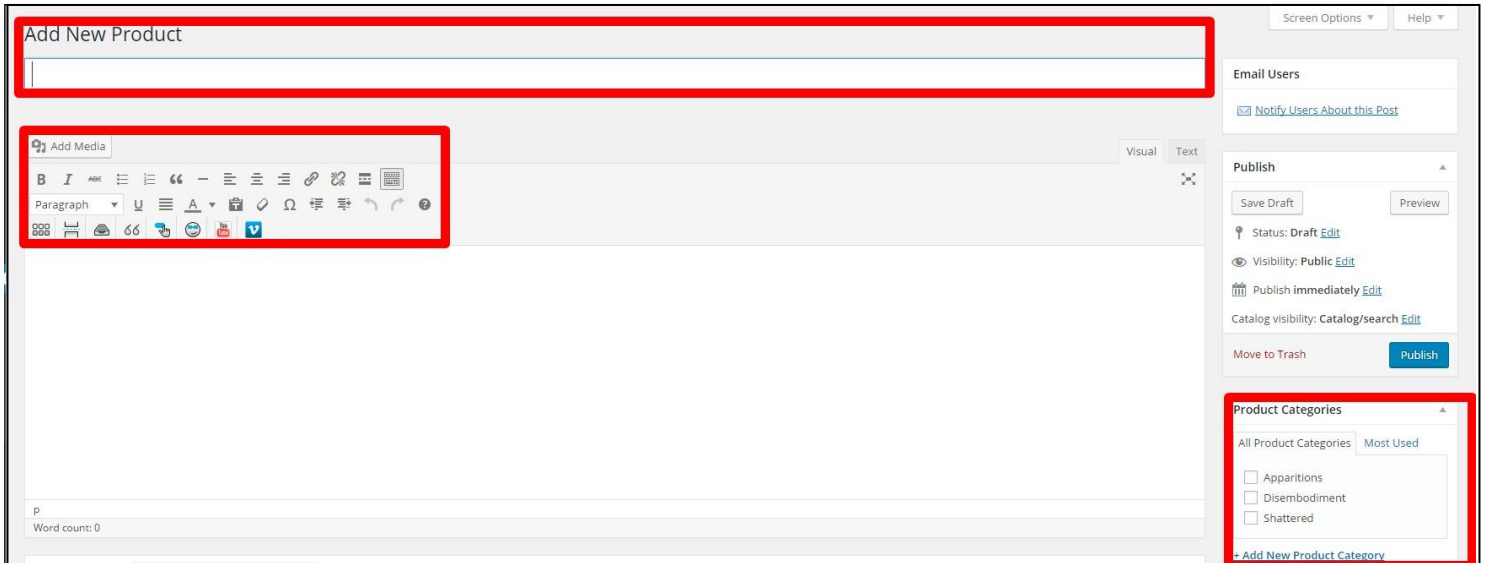 Screen Options Help
Add New Product
Email Users
Notify Users About this Post
Add Media
Visual Text
B I ABC
Paragraph U A Ω
Publish
Save Draft Preview
Status: Draft Edit
Visibility: Public Edit
Publish immediately Edit
Catalog visibility: Catalog/search Edit
Move to Trash Publish
Product Categories
All Product Categories Most Used
Apparitions
Disembodiment
Shattered
+ Add New Product Category
p
Word count: 0